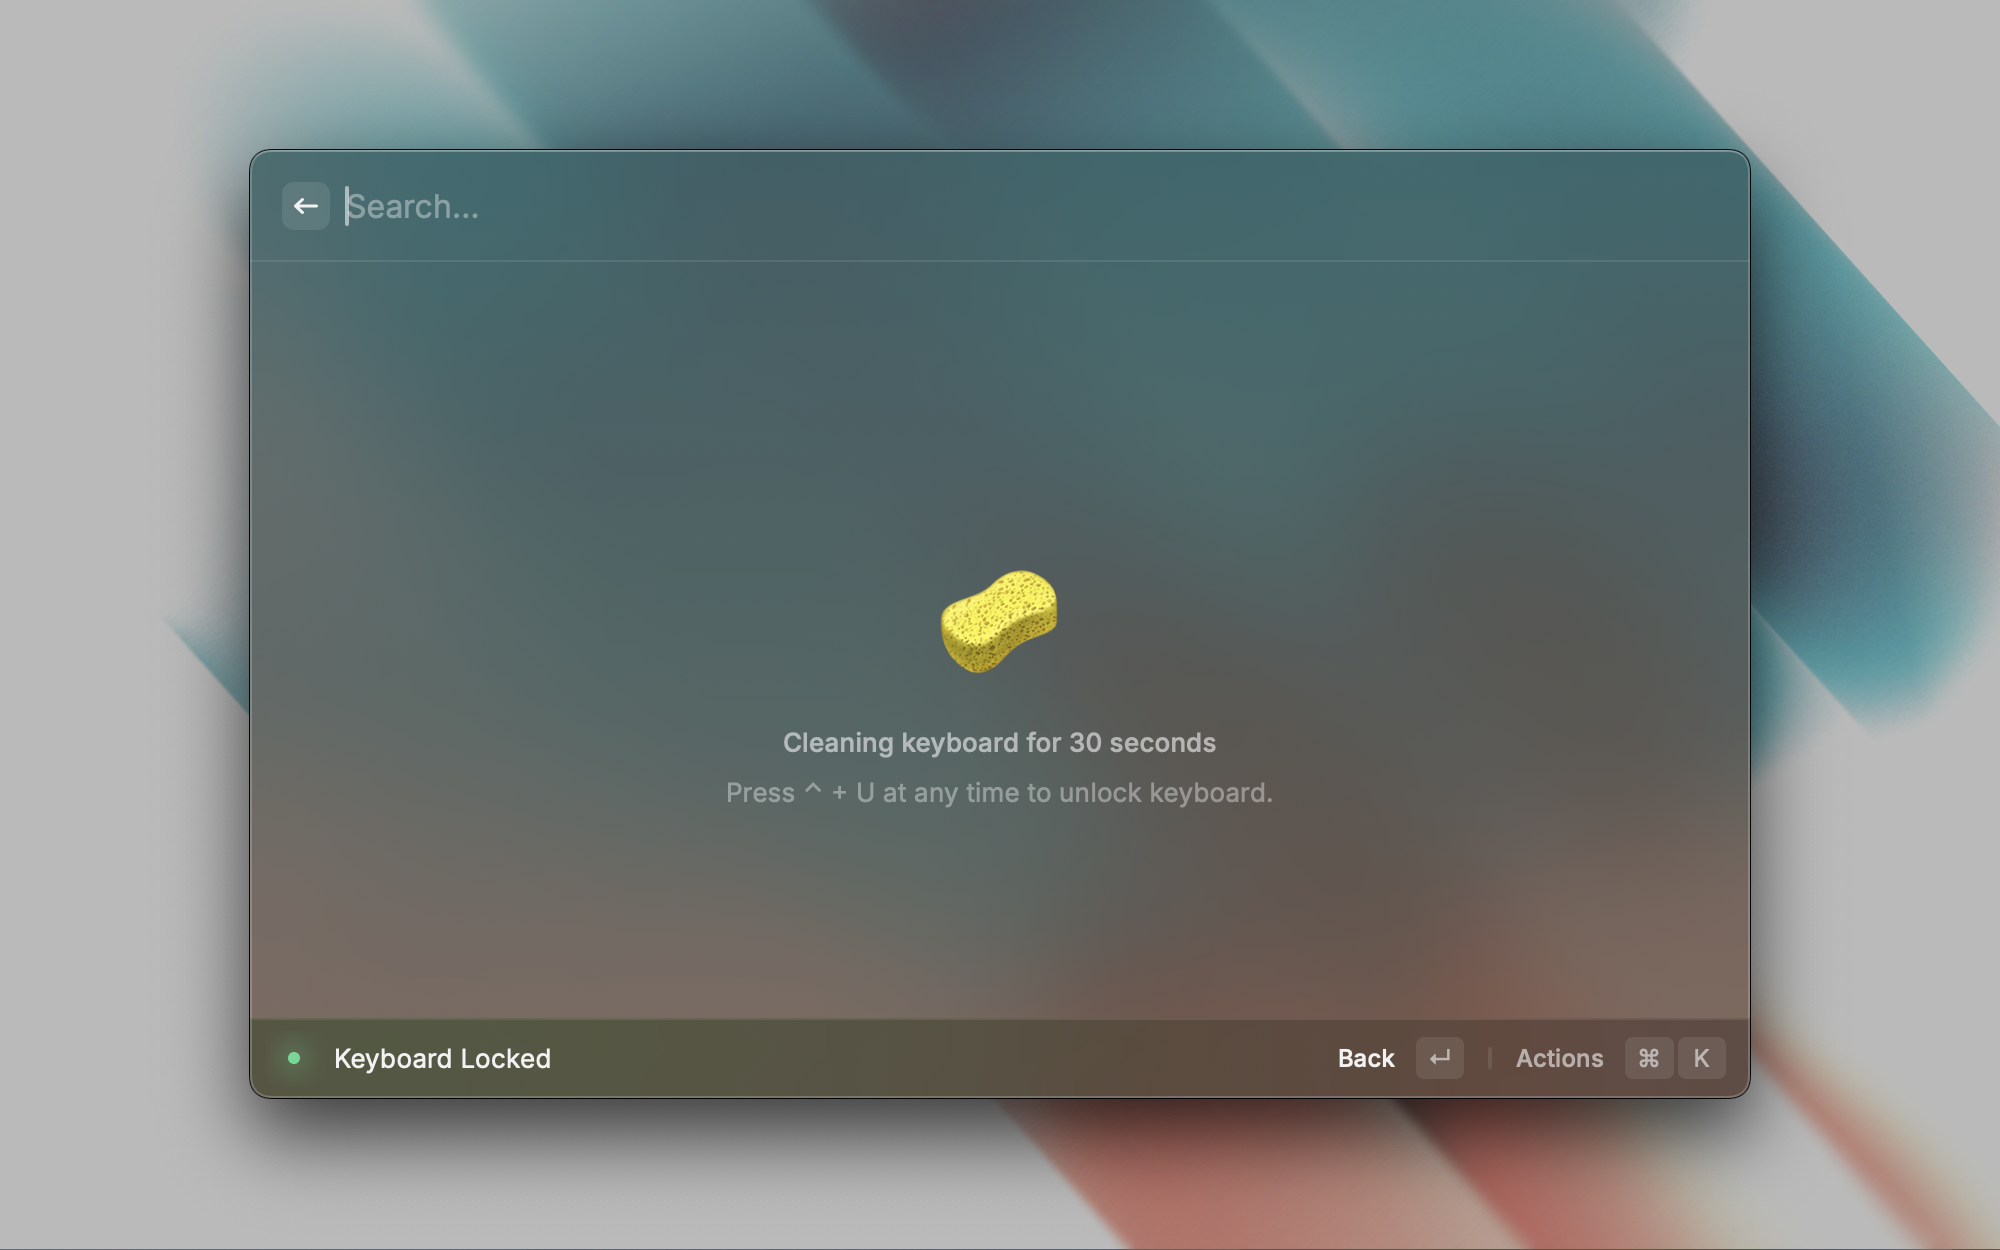 Search...
Cleaning keyboard for 30 seconds
Press ^ + U at any time to unlock keyboard.
Keyboard Locked
Back ↵ | Actions ⌘ K